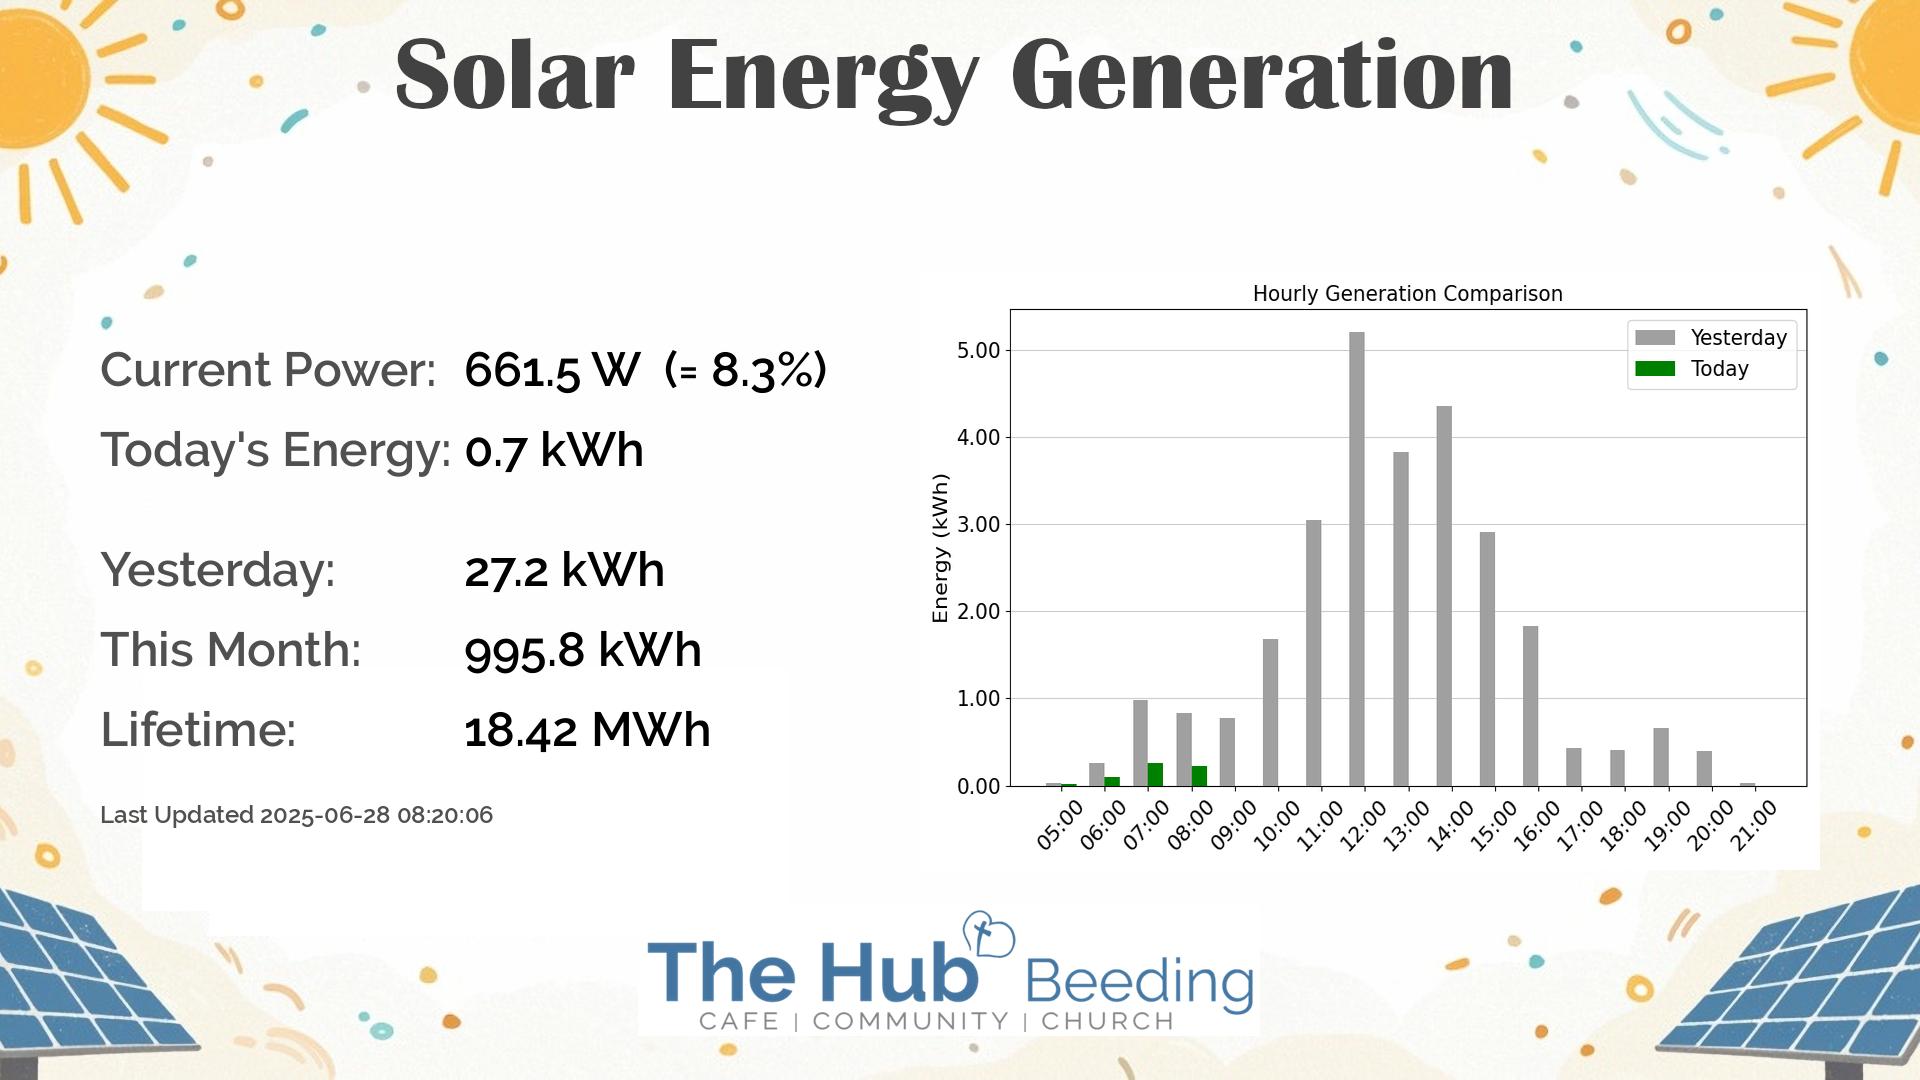 Solar Energy Generation
Current Power: 661.5 W (= 8.3%)
Today's Energy: 0.7 kWh
Yesterday: 27.2 kWh
This Month: 995.8 kWh
Lifetime: 18.42 MWh
Last Updated 2025-06-28 08:20:06
Hourly Generation Comparison
Yesterday
Today
Energy (kWh)
5.00
4.00
3.00
2.00
1.00
0.00
05:00 06:00 07:00 08:00 09:00 10:00 11:00 12:00 13:00 14:00 15:00 16:00 17:00 18:00 19:00 20:00 21:00
The Hub Beeding
CAFE | COMMUNITY | CHURCH